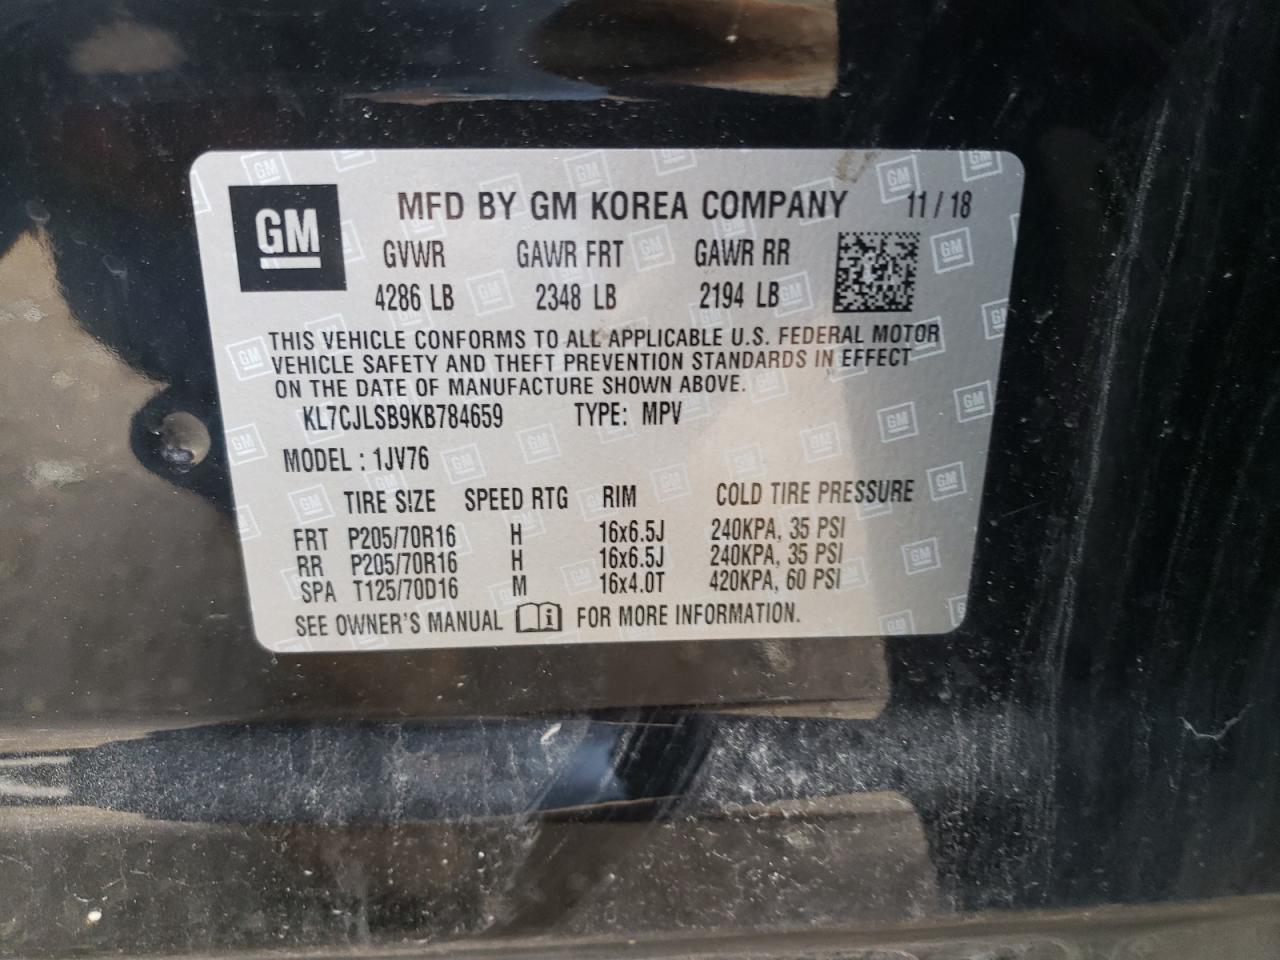 GM
MFD BY GM KOREA COMPANY 11 / 18
GVWR GAWR FRT GAWR RR
4286 LB 2348 LB 2194 LB
THIS VEHICLE CONFORMS TO ALL APPLICABLE U.S. FEDERAL MOTOR
VEHICLE SAFETY AND THEFT PREVENTION STANDARDS IN EFFECT
ON THE DATE OF MANUFACTURE SHOWN ABOVE.
KL7CJLSB9KB784659 TYPE: MPV
MODEL : 1JV76
TIRE SIZE SPEED RTG RIM COLD TIRE PRESSURE
FRT P205/70R16 H 16x6.5J 240KPA, 35 PSI
RR P205/70R16 H 16x6.5J 240KPA, 35 PSI
SPA T125/70D16 M 16x4.0T 420KPA, 60 PSI
SEE OWNER'S MANUAL i FOR MORE INFORMATION.